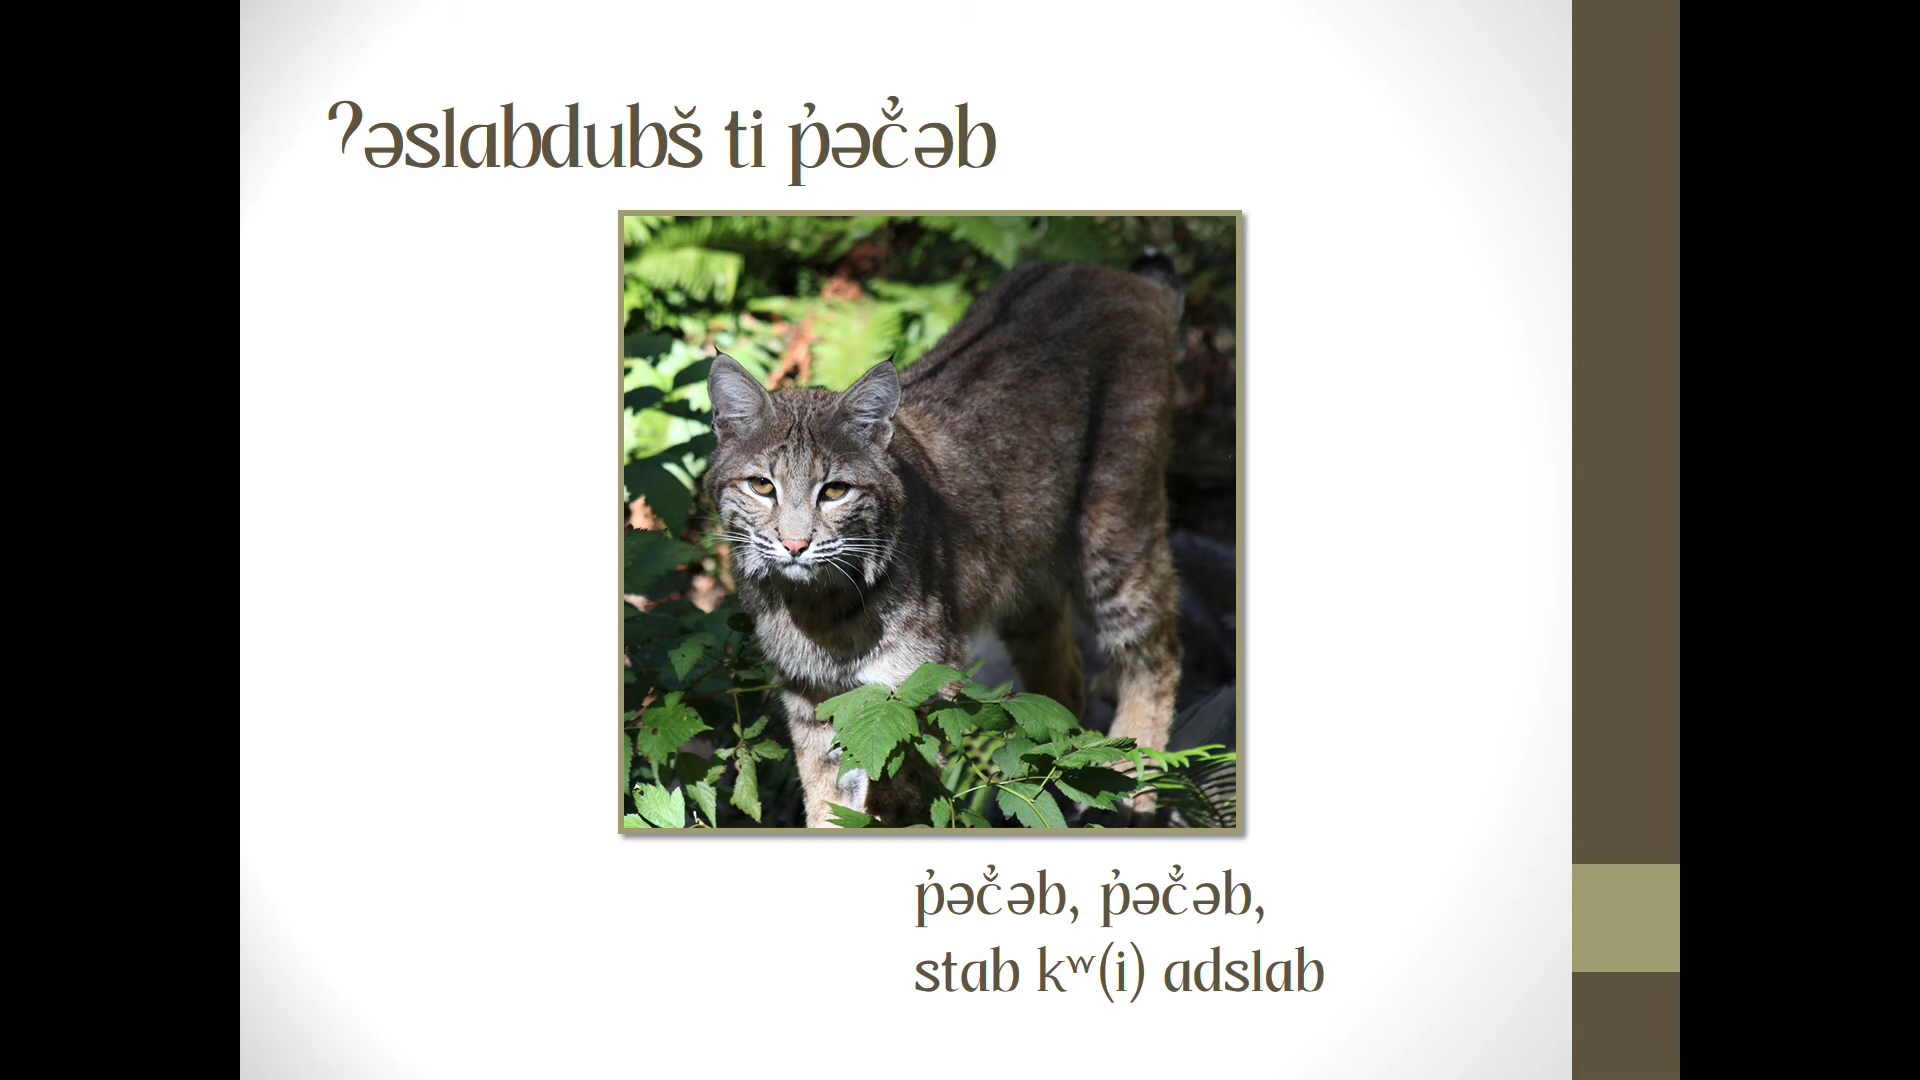 ʔəslabdubš ti p̓əč̓əb
p̓əč̓əb, p̓əč̓əb,
stab kʷ(i) adslab